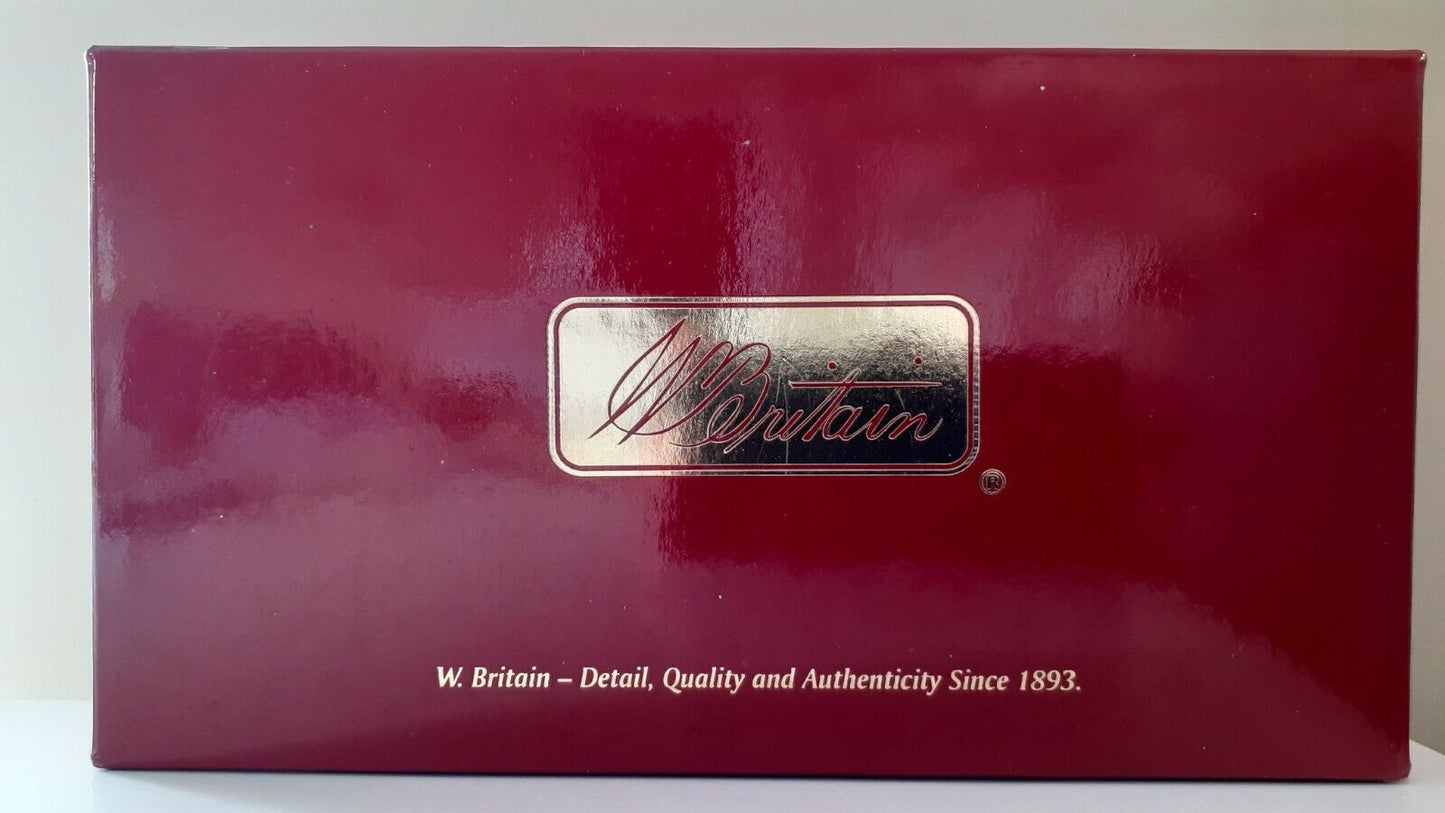 W Britain
®
W. Britain – Detail, Quality and Authenticity Since 1893.